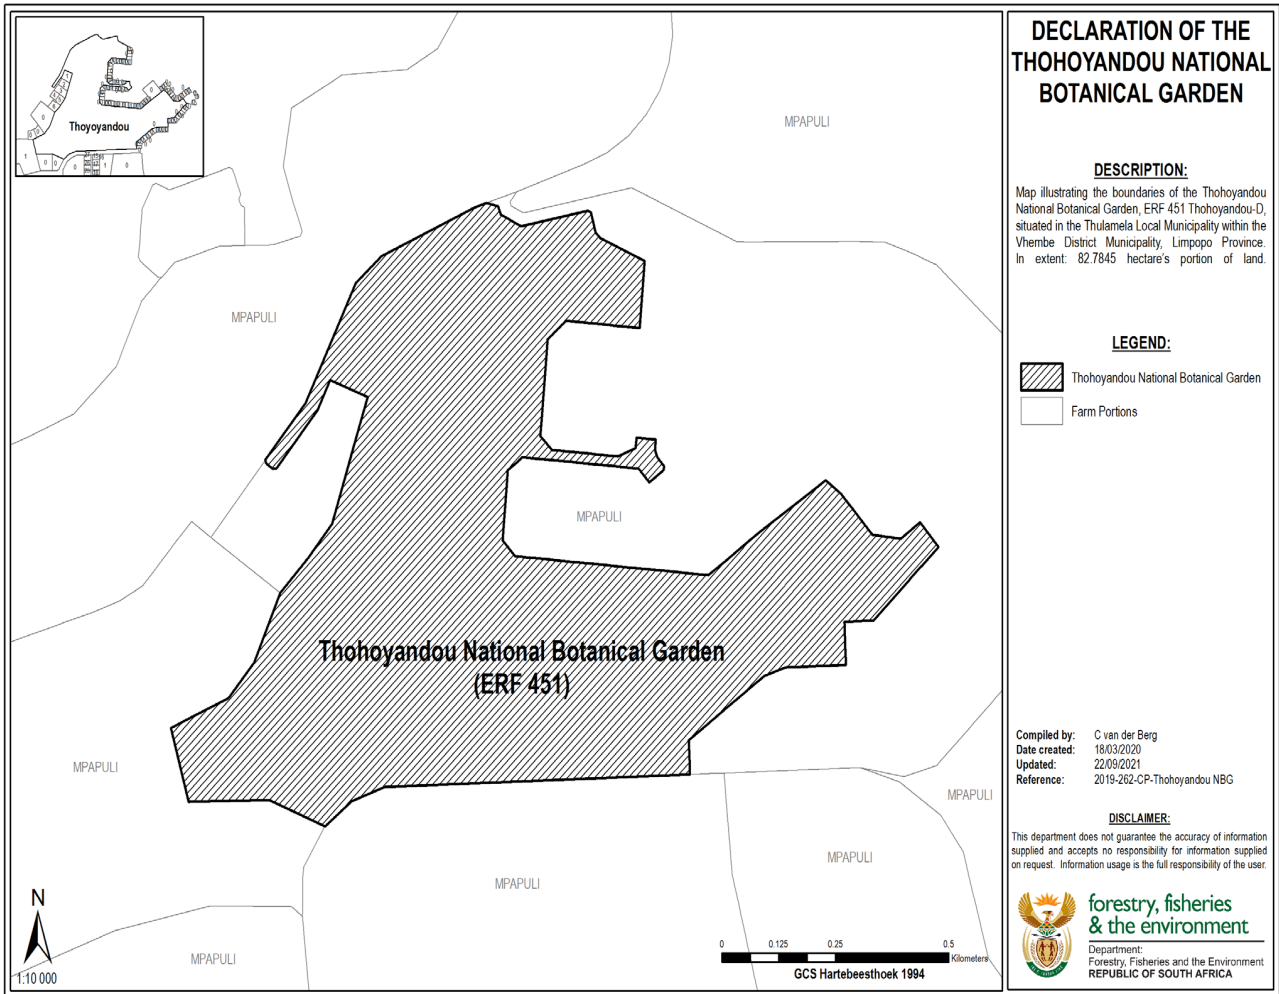 DECLARATION OF THE
THOHOYANDOU NATIONAL
BOTANICAL GARDEN
DESCRIPTION:
Map illustrating the boundaries of the Thohoyandou
National Botanical Garden, ERF 451 Thohoyandou-D,
situated in the Thulamela Local Municipality within the
Vhembe District Municipality, Limpopo Province.
In extent: 82.7845 hectare's portion of land.
LEGEND:
Thohoyandou National Botanical Garden
Farm Portions
Compiled by: C van der Berg
Date created: 18/03/2020
Updated: 22/09/2021
Reference: 2019-262-CP-Thohoyandou NBG
DISCLAIMER:
This department does not guarantee the accuracy of information
supplied and accepts no responsibility for information supplied
on request. Information usage is the full responsibility of the user.
forestry, fisheries
& the environment
Department:
Forestry, Fisheries and the Environment
REPUBLIC OF SOUTH AFRICA
Thoyoyandou
MPAPULI
MPAPULI
MPAPULI
Thohoyandou National Botanical Garden
(ERF 451)
MPAPULI
MPAPULI
MPAPULI
MPAPULI
MPAPULI
N
1:10 000
0 0.125 0.25 0.5
Kilometers
GCS Hartebeesthoek 1994